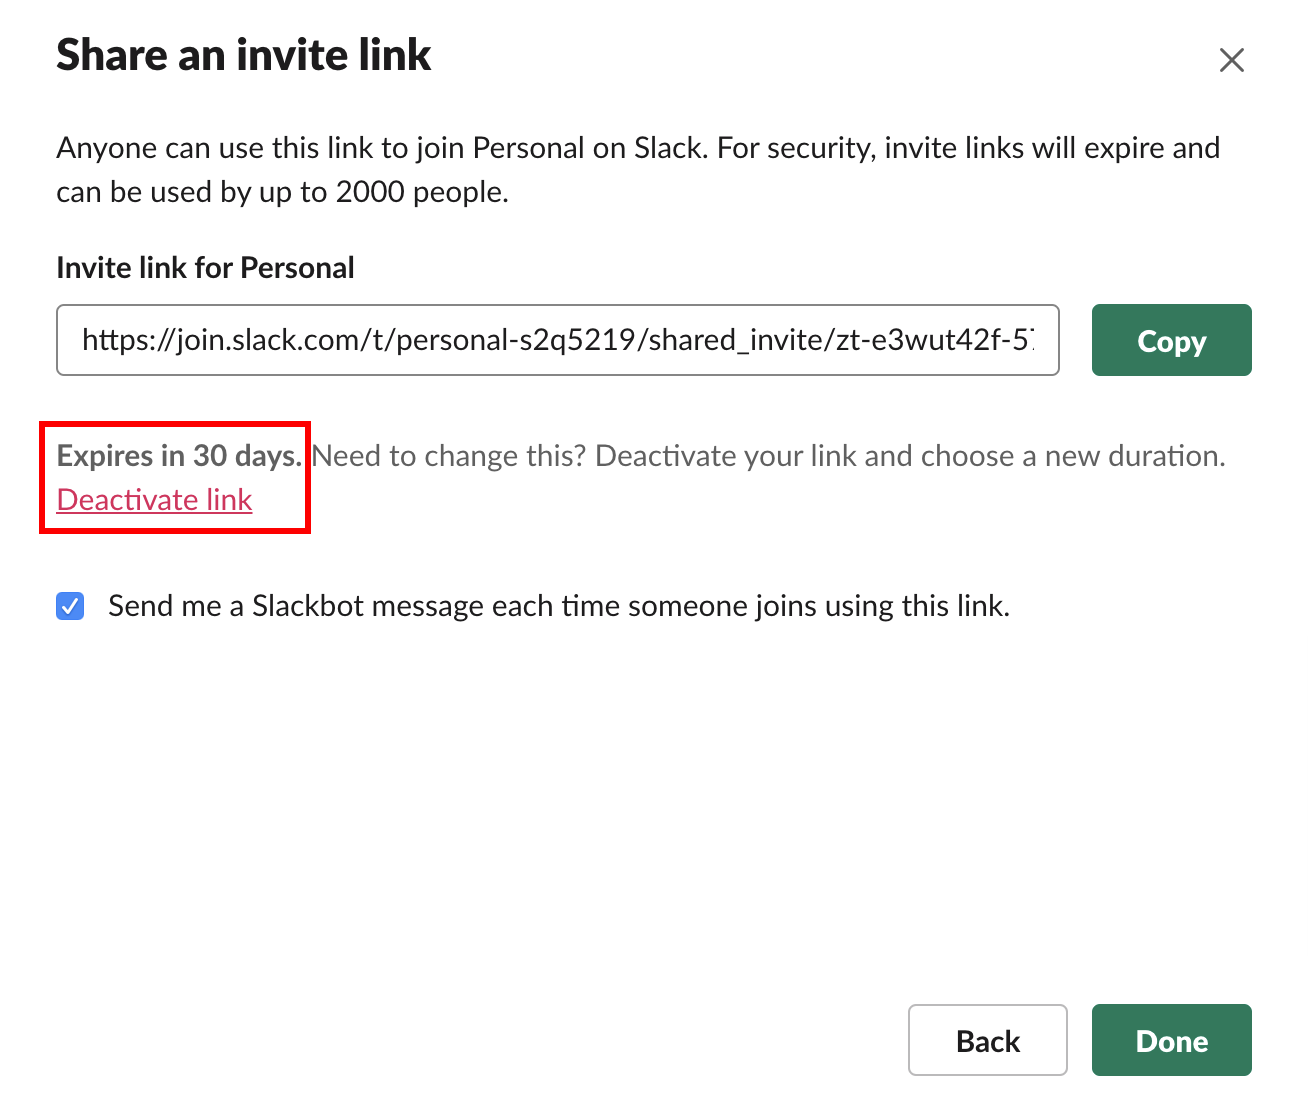 Share an invite link
Anyone can use this link to join Personal on Slack. For security, invite links will expire and
can be used by up to 2000 people.
Invite link for Personal
https://join.slack.com/t/personal-s2q5219/shared_invite/zt-e3wut42f-57
Copy
Expires in 30 days. Need to change this? Deactivate your link and choose a new duration.
Deactivate link
Send me a Slackbot message each time someone joins using this link.
Back
Done